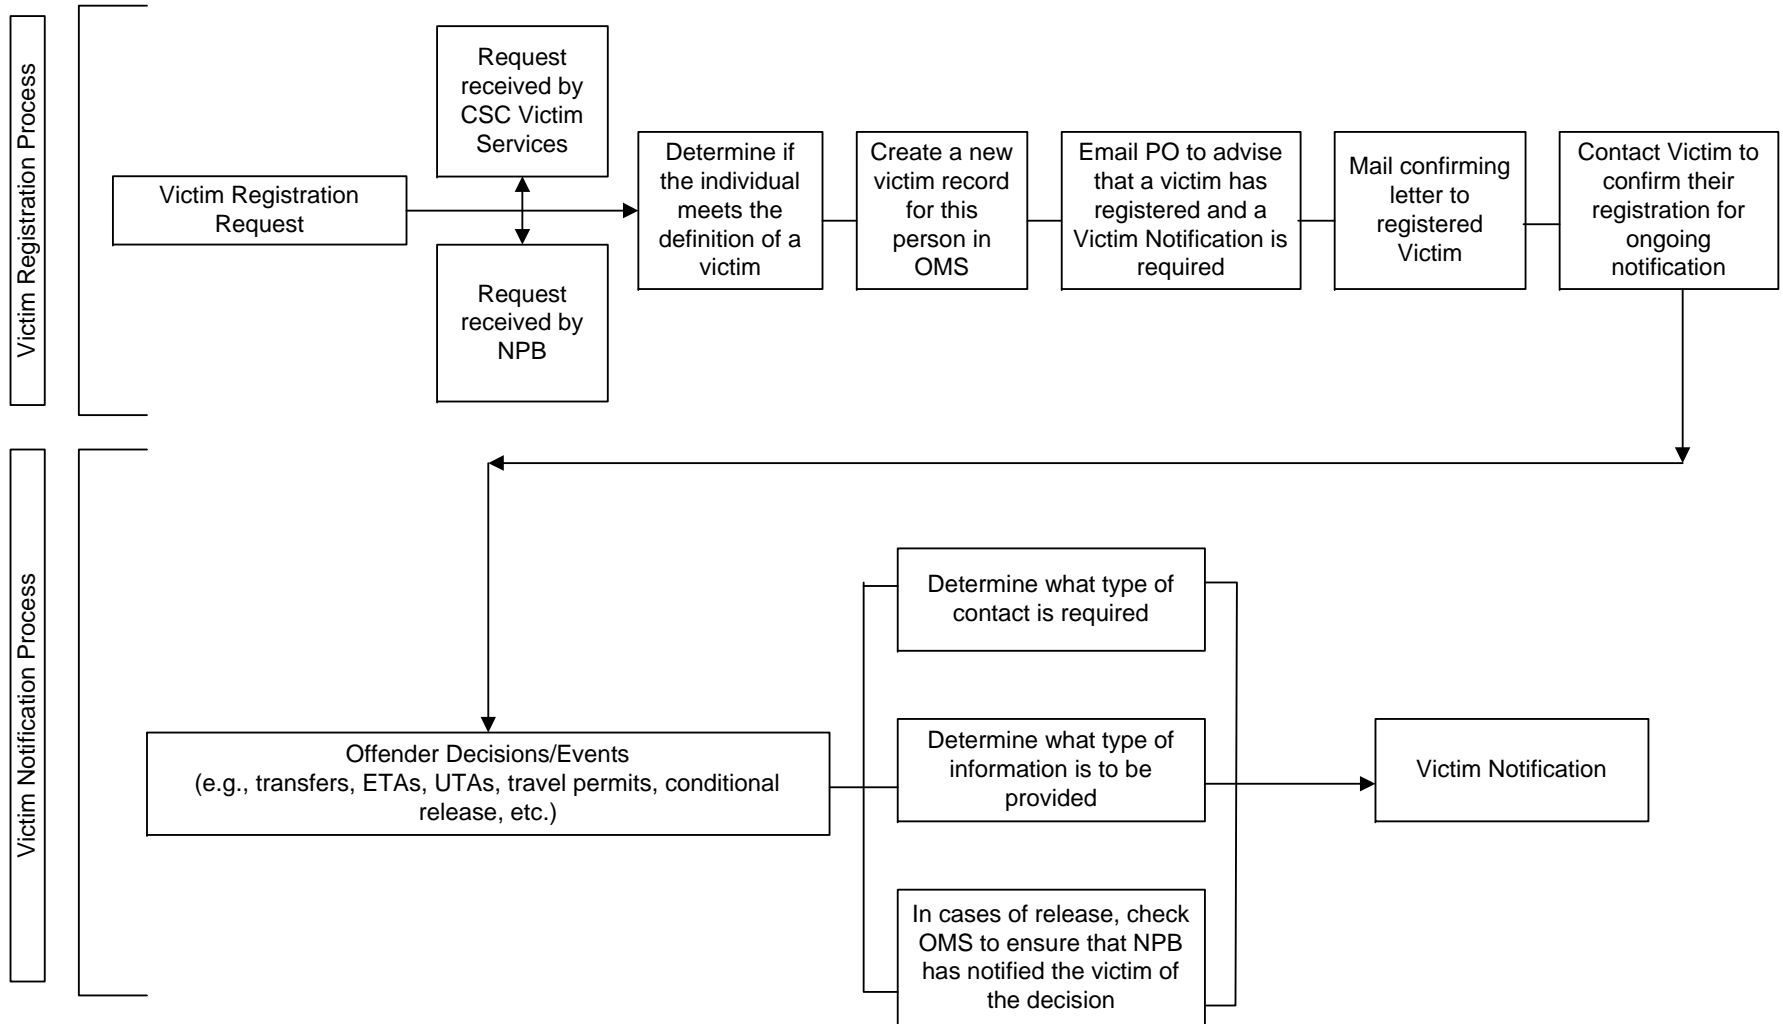 Victim Registration Process
Victim Registration
Request
Request
received by
CSC Victim
Services
Request
received by
NPB
Determine if
the individual
meets the
definition of a
victim
Create a new
victim record
for this
person in
OMS
Email PO to advise
that a victim has
registered and a
Victim Notification is
required
Mail confirming
letter to
registered
Victim
Contact Victim to
confirm their
registration for
ongoing
notification
Victim Notification Process
Offender Decisions/Events
(e.g., transfers, ETAs, UTAs, travel permits, conditional
release, etc.)
Determine what type of
contact is required
Determine what type of
information is to be
provided
In cases of release, check
OMS to ensure that NPB
has notified the victim of
the decision
Victim Notification